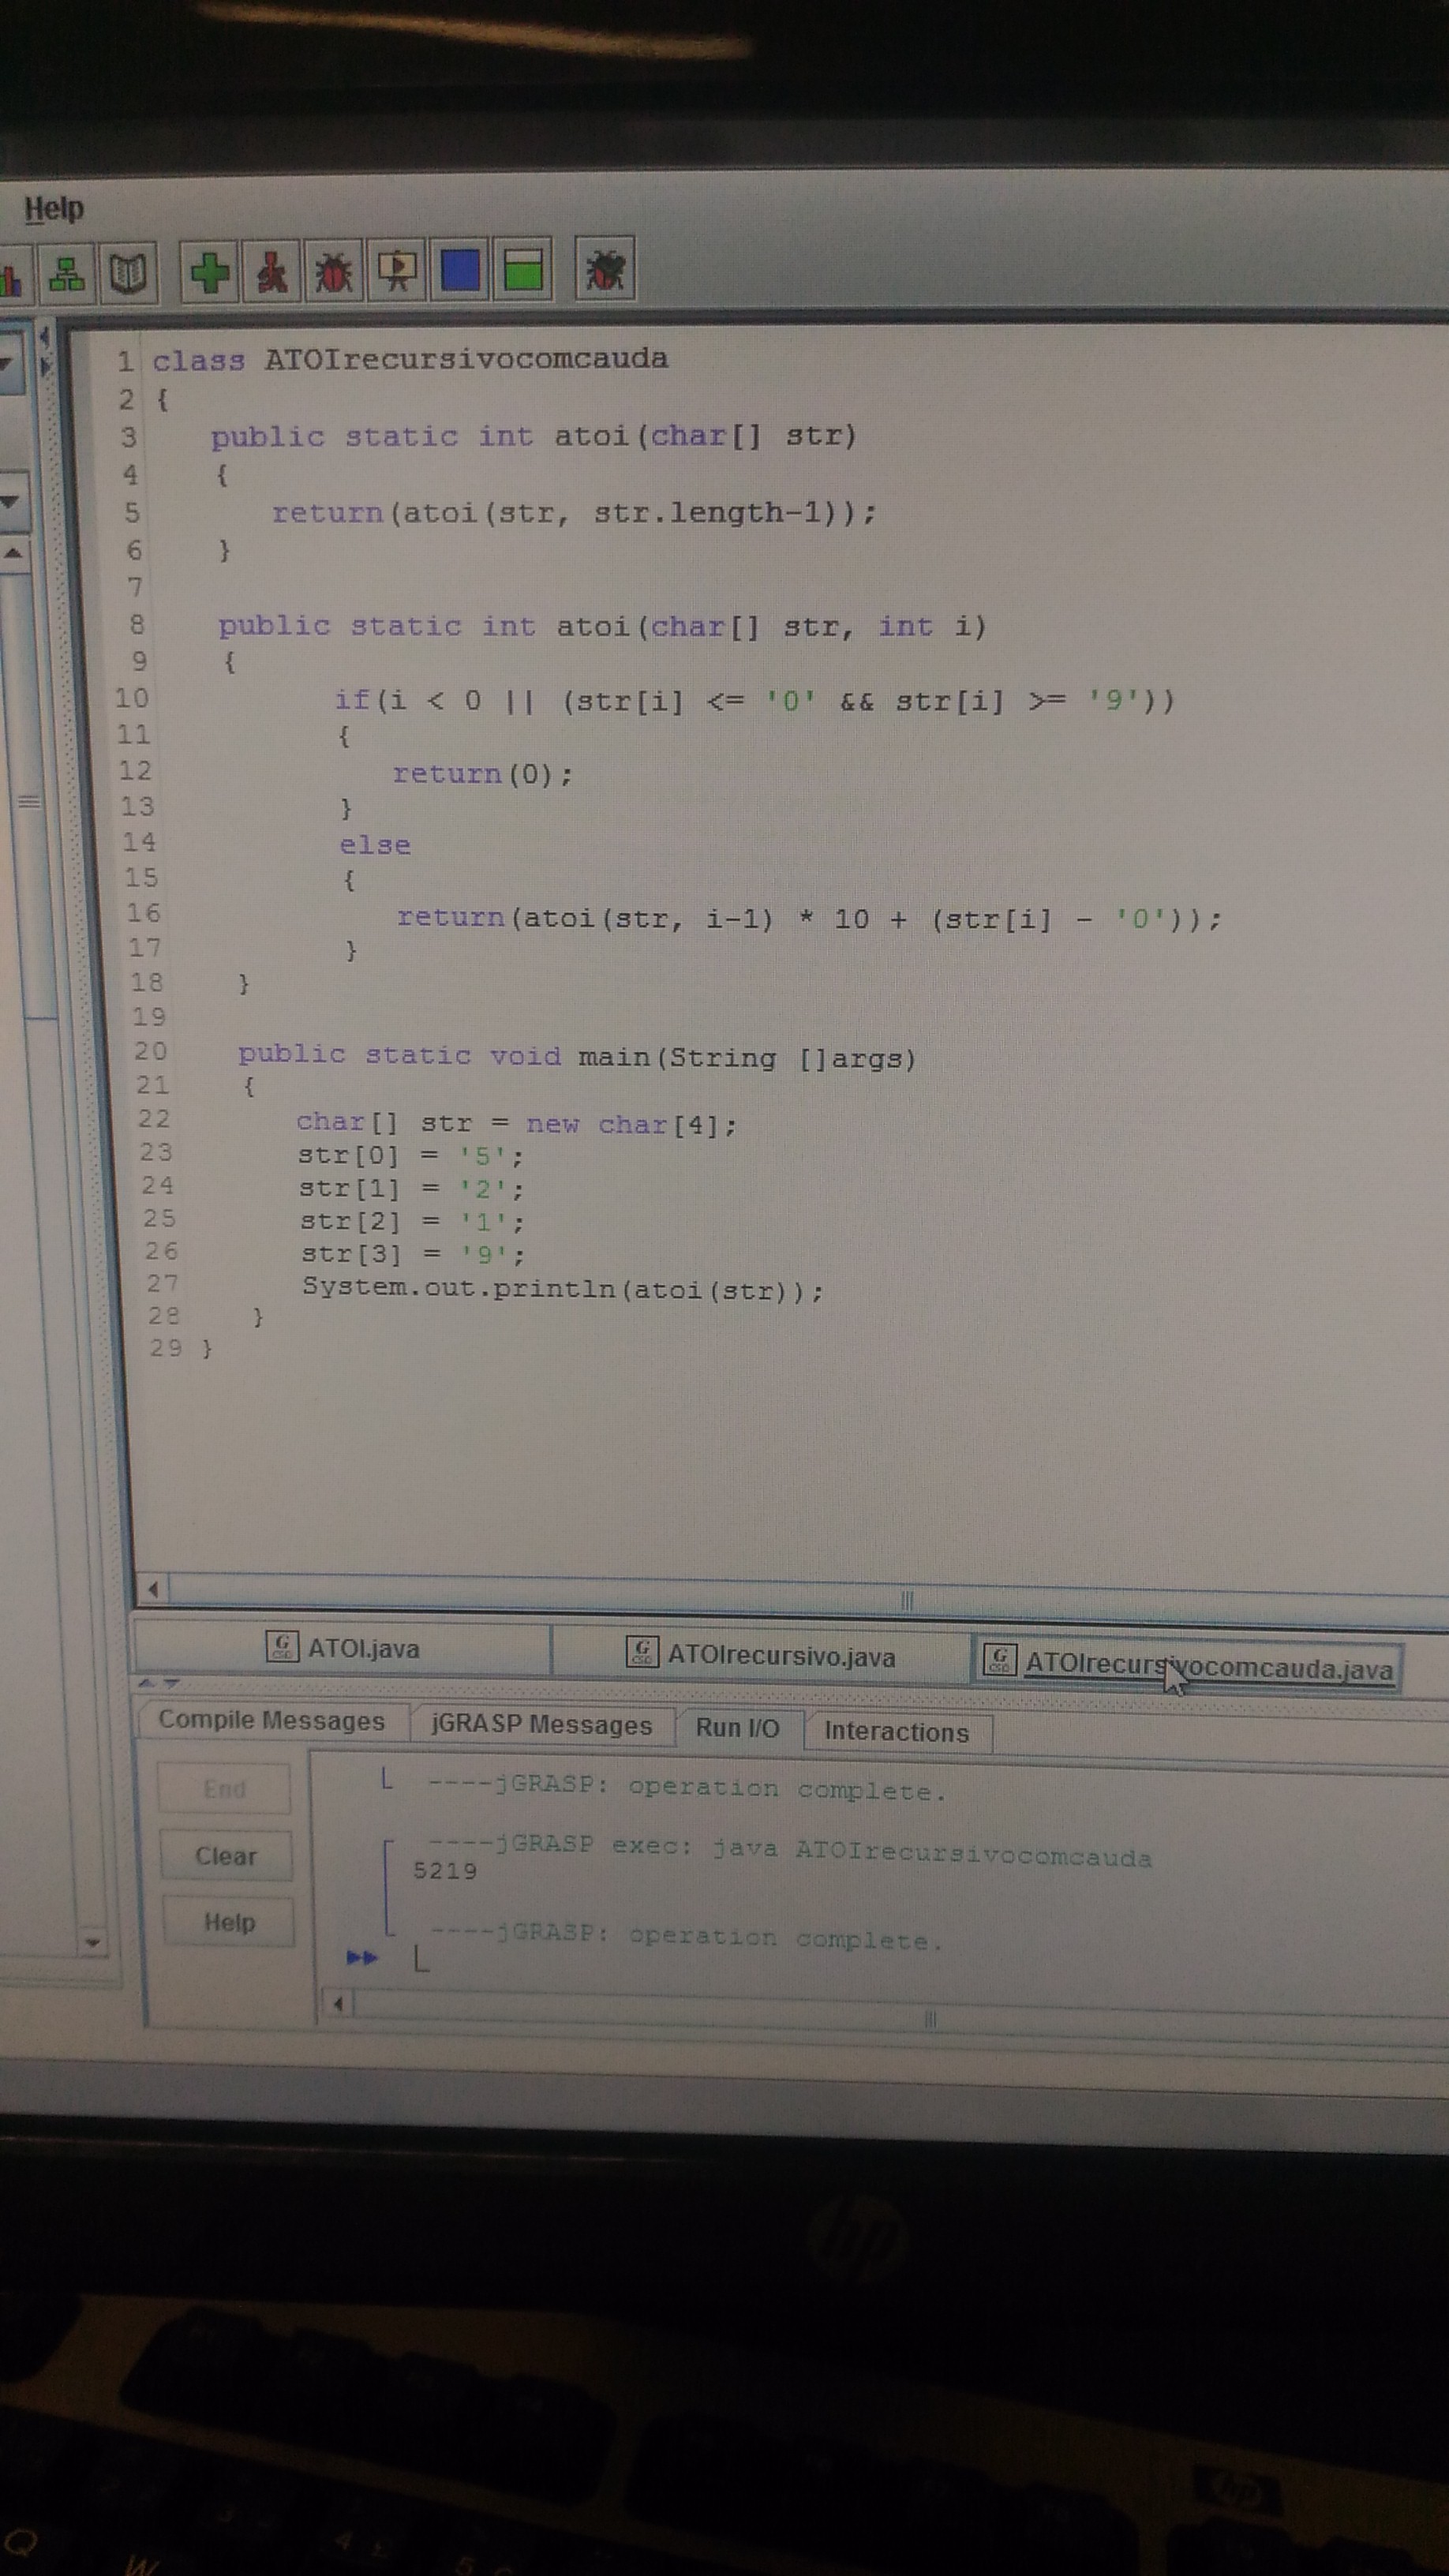 Help
1 class ATOIrecursivocomcauda
2 {
3 public static int atoi(char[] str)
4 {
5 return(atoi(str, str.length-1));
6 }
7
8 public static int atoi(char[] str, int i)
9 {
10 if(i < 0 || (str[i] <= '0' && str[i] >= '9'))
11 {
12 return(0);
13 }
14 else
15 {
16 return(atoi(str, i-1) * 10 + (str[i] - '0'));
17 }
18 }
19
20 public static void main(String []args)
21 {
22 char[] str = new char[4];
23 str[0] = '5';
24 str[1] = '2';
25 str[2] = '1';
26 str[3] = '9';
27 System.out.println(atoi(str));
28 }
29 }
ATOI.java ATOIrecursivo.java ATOIrecursivocomcauda.java
Compile Messages jGRASP Messages Run I/O Interactions
End
Clear
Help
----jGRASP: operation complete.
----jGRASP exec: java ATOIrecursivocomcauda
5219
----jGRASP: operation complete.
hp
hp
Q W 4 5